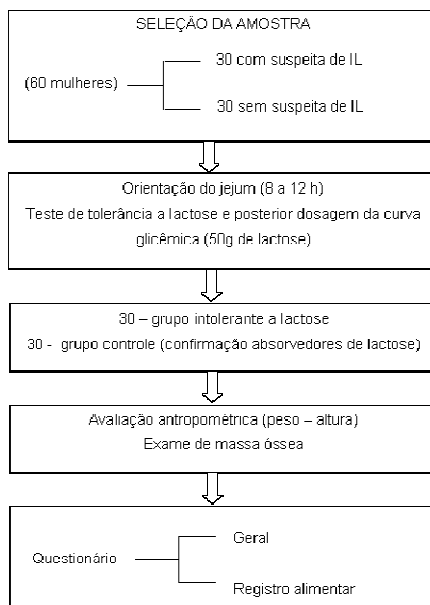 SELEÇÃO DA AMOSTRA
30 com suspeita de IL
(60 mulheres)
30 sem suspeita de IL
Orientação do jejum (8 a 12 h)
Teste de tolerância a lactose e posterior dosagem da curva
glicêmica (50g de lactose)
30 – grupo intolerante a lactose
30 - grupo controle (confirmação absorvedores de lactose)
Avaliação antropométrica (peso – altura)
Exame de massa óssea
Geral
Questionário
Registro alimentar